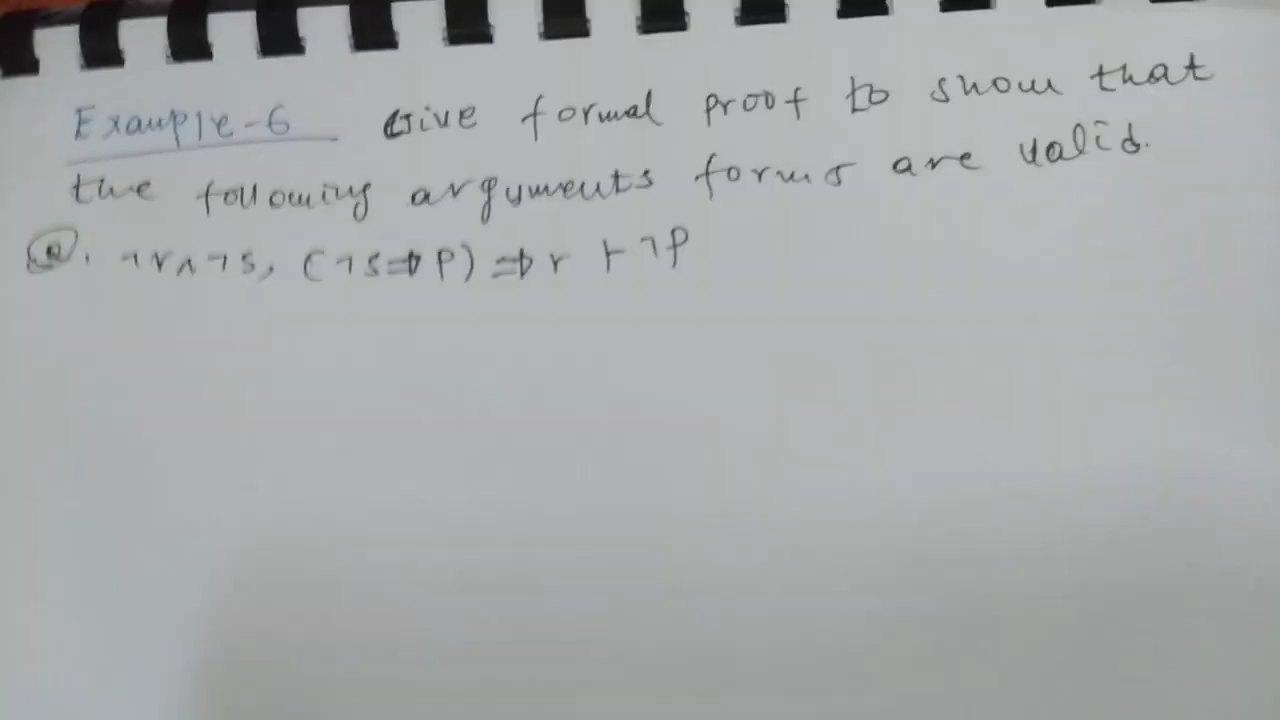 Example-6 Give formal proof to show that
the following arguments forms are valid.
a. ¬r∧¬s, (¬s⇒p)⇒r ⊢¬p